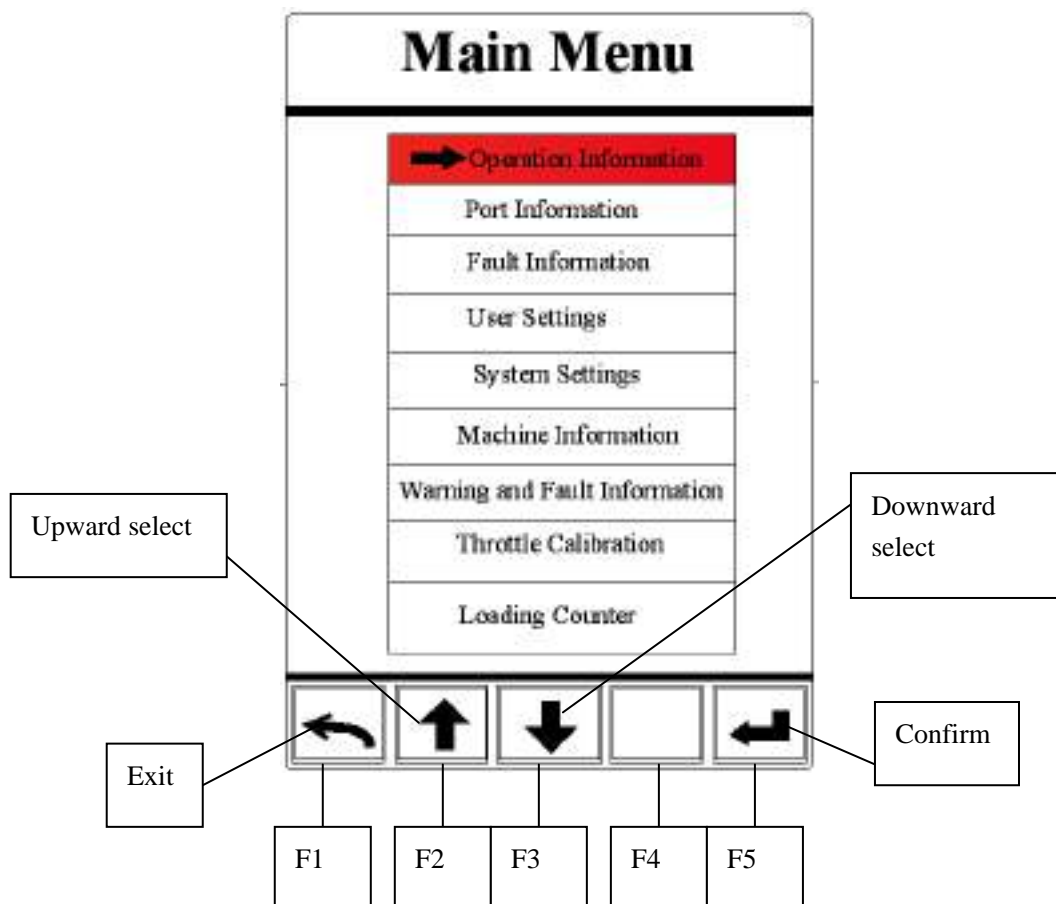 Main Menu
Operation Information
Port Information
Fault Information
User Settings
System Settings
Machine Information
Warning and Fault Information
Throttle Calibration
Loading Counter
Upward select
Downward
select
Exit
Confirm
F1
F2
F3
F4
F5